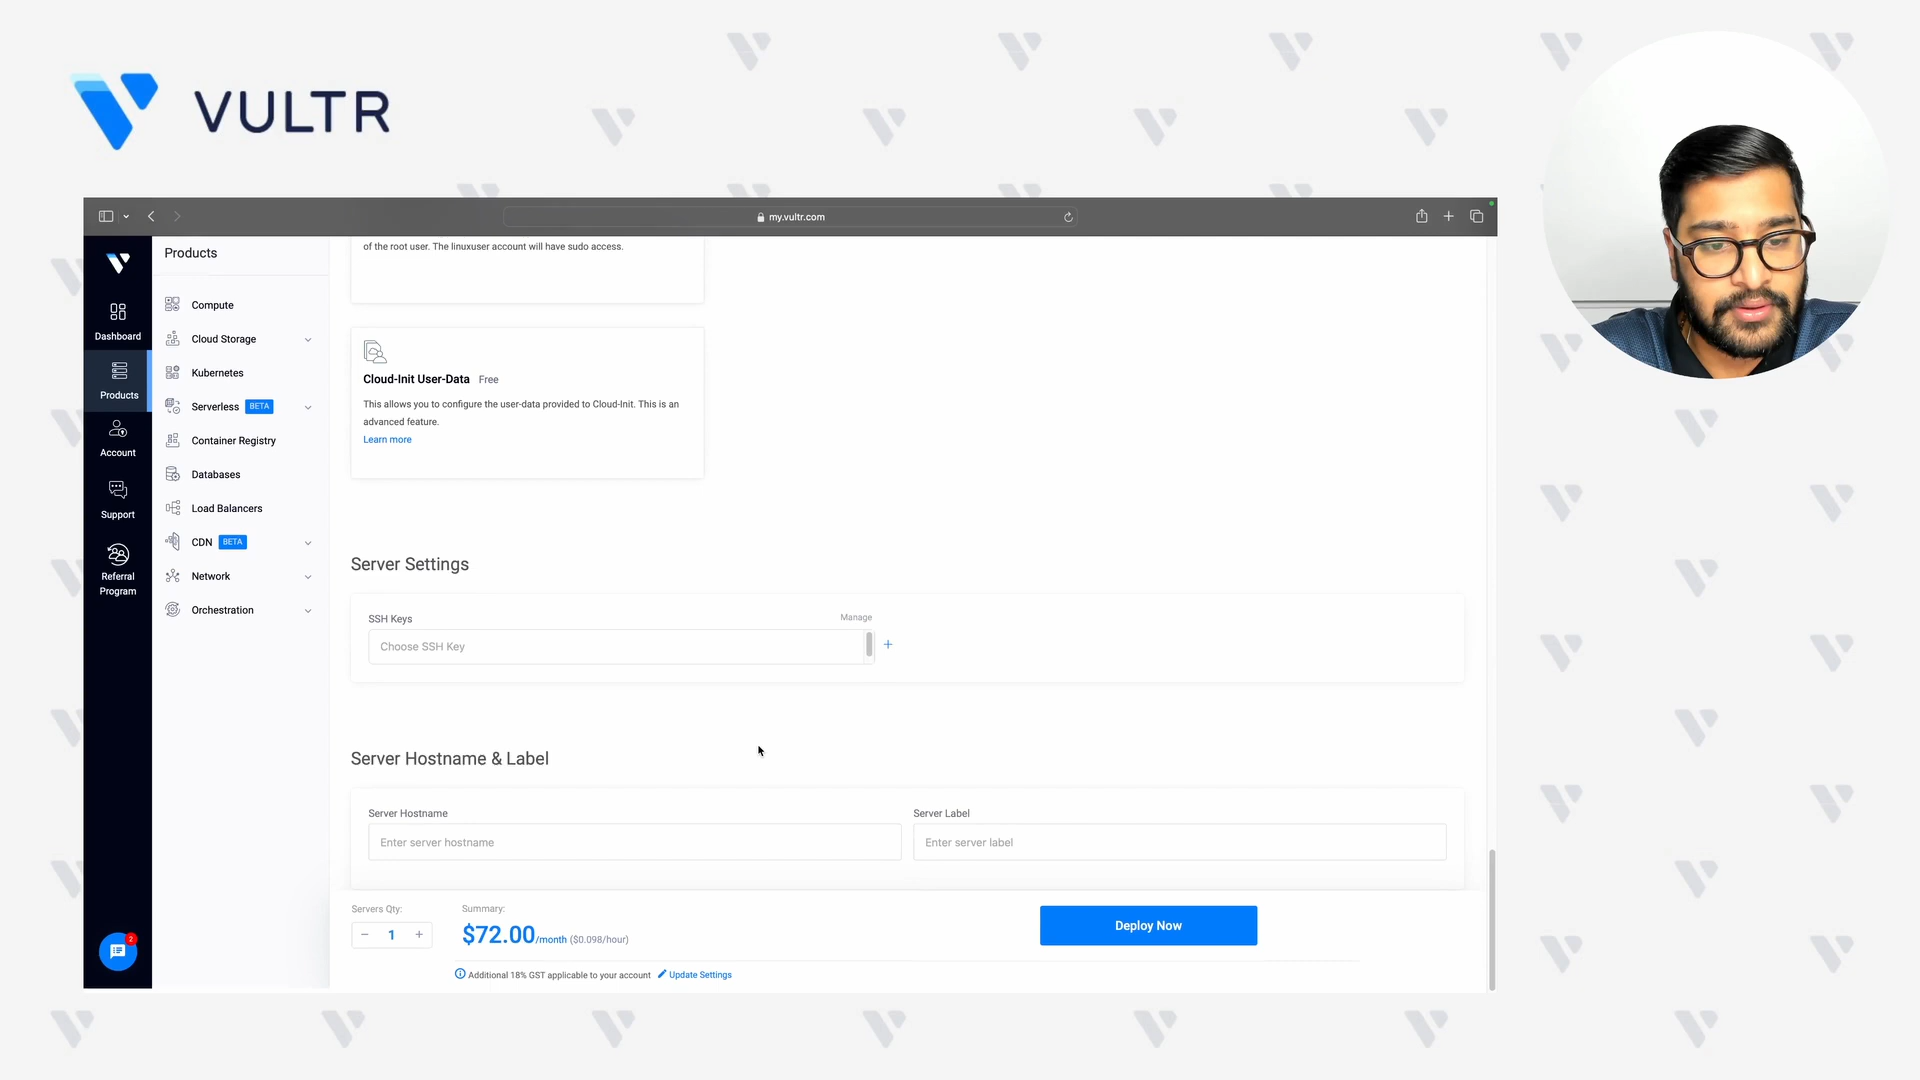 VULTR
my.vultr.com
Products
of the root user. The linuxuser account will have sudo access.
Dashboard
Products
Account
Support
Referral
Program
2
Compute
Cloud Storage
Kubernetes
Serverless BETA
Container Registry
Databases
Load Balancers
CDN BETA
Network
Orchestration
Cloud-Init User-Data Free
This allows you to configure the user-data provided to Cloud-Init. This is an
advanced feature.
Learn more
Server Settings
SSH Keys Manage
Choose SSH Key
Server Hostname & Label
Server Hostname Server Label
Enter server hostname Enter server label
Servers Qty: Summary:
1 $72.00/month ($0.098/hour) Deploy Now
Additional 18% GST applicable to your account Update Settings